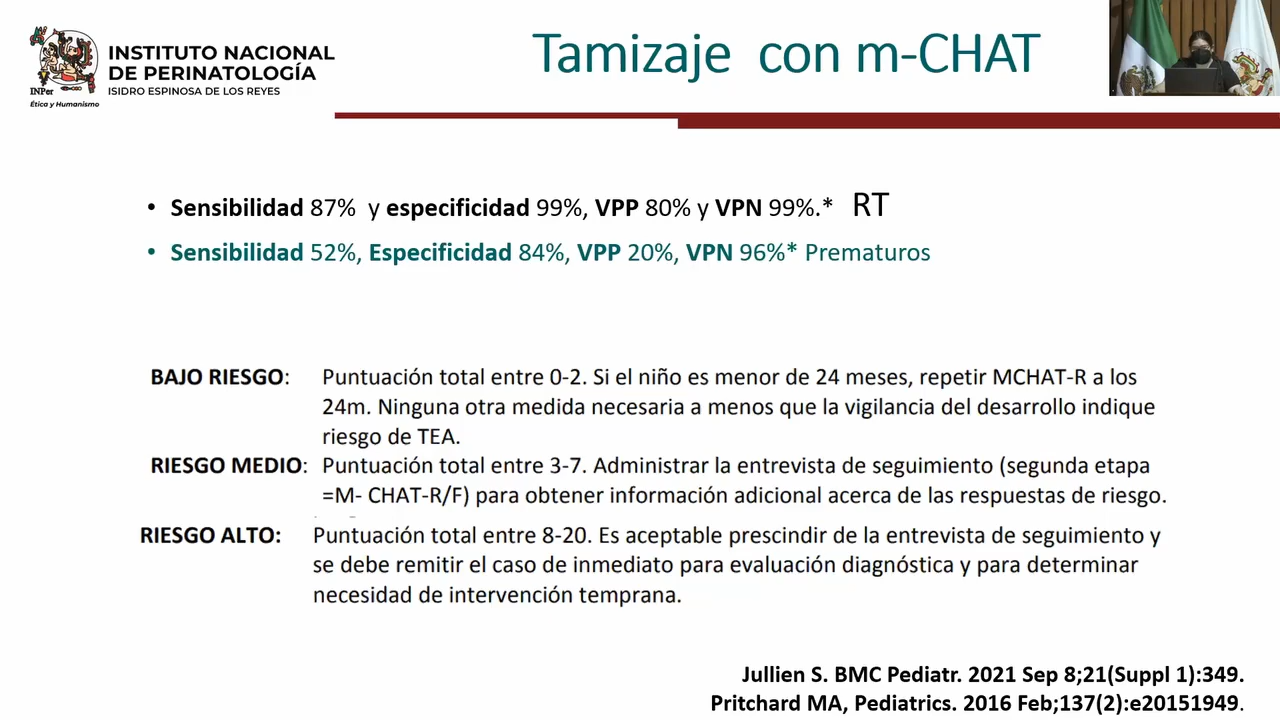 INSTITUTO NACIONAL
DE PERINATOLOGÍA
ISIDRO ESPINOSA DE LOS REYES
INPer
Ética y Humanismo
Tamizaje con m-CHAT
• Sensibilidad 87% y especificidad 99%, VPP 80% y VPN 99%.* RT
• Sensibilidad 52%, Especificidad 84%, VPP 20%, VPN 96%* Prematuros
BAJO RIESGO: Puntuación total entre 0-2. Si el niño es menor de 24 meses, repetir MCHAT-R a los
24m. Ninguna otra medida necesaria a menos que la vigilancia del desarrollo indique
riesgo de TEA.
RIESGO MEDIO: Puntuación total entre 3-7. Administrar la entrevista de seguimiento (segunda etapa
=M- CHAT-R/F) para obtener información adicional acerca de las respuestas de riesgo.
RIESGO ALTO: Puntuación total entre 8-20. Es aceptable prescindir de la entrevista de seguimiento y
se debe remitir el caso de inmediato para evaluación diagnóstica y para determinar
necesidad de intervención temprana.
Jullien S. BMC Pediatr. 2021 Sep 8;21(Suppl 1):349.
Pritchard MA, Pediatrics. 2016 Feb;137(2):e20151949.